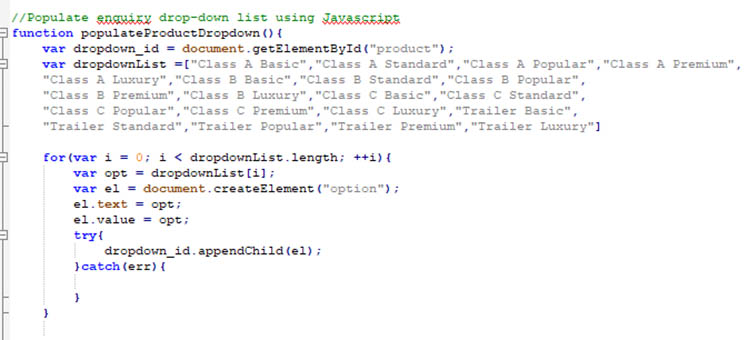 //Populate enquiry drop-down list using Javascript
function populateProductDropdown(){
var dropdown_id = document.getElementById("product");
var dropdownList =["Class A Basic","Class A Standard","Class A Popular","Class A Premium",
"Class A Luxury","Class B Basic","Class B Standard","Class B Popular",
"Class B Premium","Class B Luxury","Class C Basic","Class C Standard",
"Class C Popular","Class C Premium","Class C Luxury","Trailer Basic",
"Trailer Standard","Trailer Popular","Trailer Premium","Trailer Luxury"]
for(var i = 0; i < dropdownList.length; ++i){
var opt = dropdownList[i];
var el = document.createElement("option");
el.text = opt;
el.value = opt;
try{
dropdown_id.appendChild(el);
}catch(err){
}
}